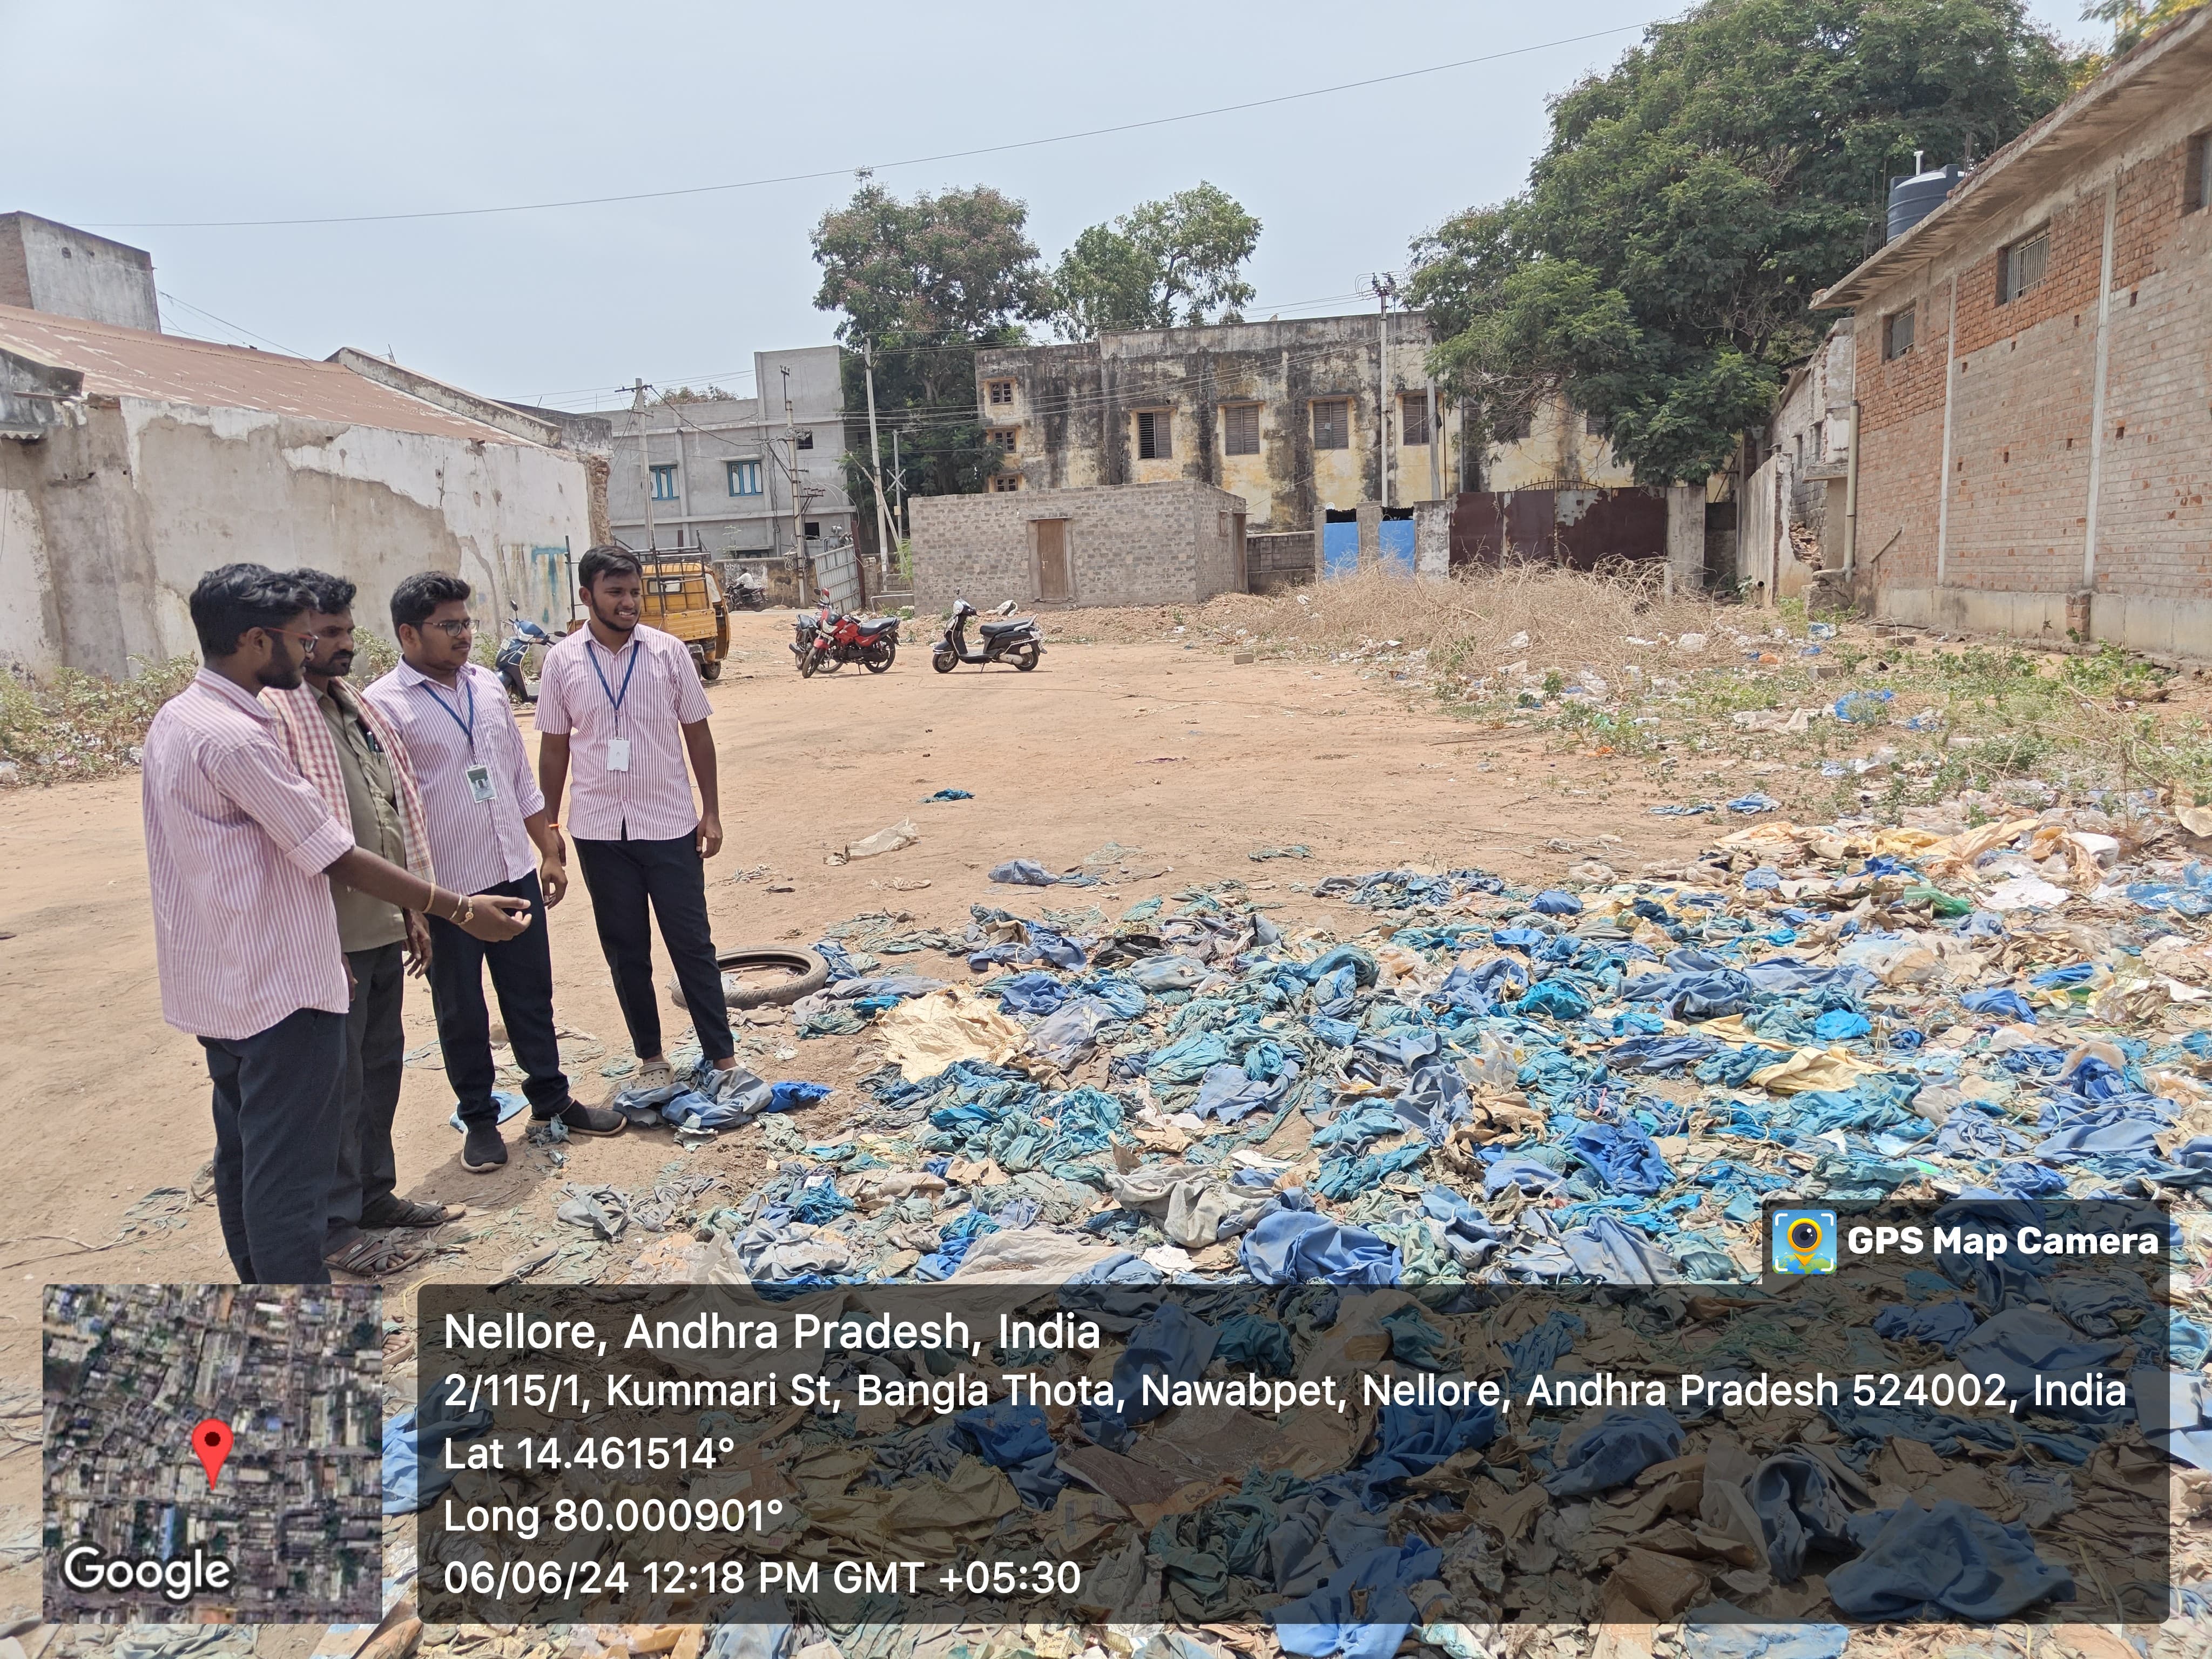 GPS Map Camera
Nellore, Andhra Pradesh, India
2/115/1, Kummari St, Bangla Thota, Nawabpet, Nellore, Andhra Pradesh 524002, India
Lat 14.461514°
Long 80.000901°
06/06/24 12:18 PM GMT +05:30
Google